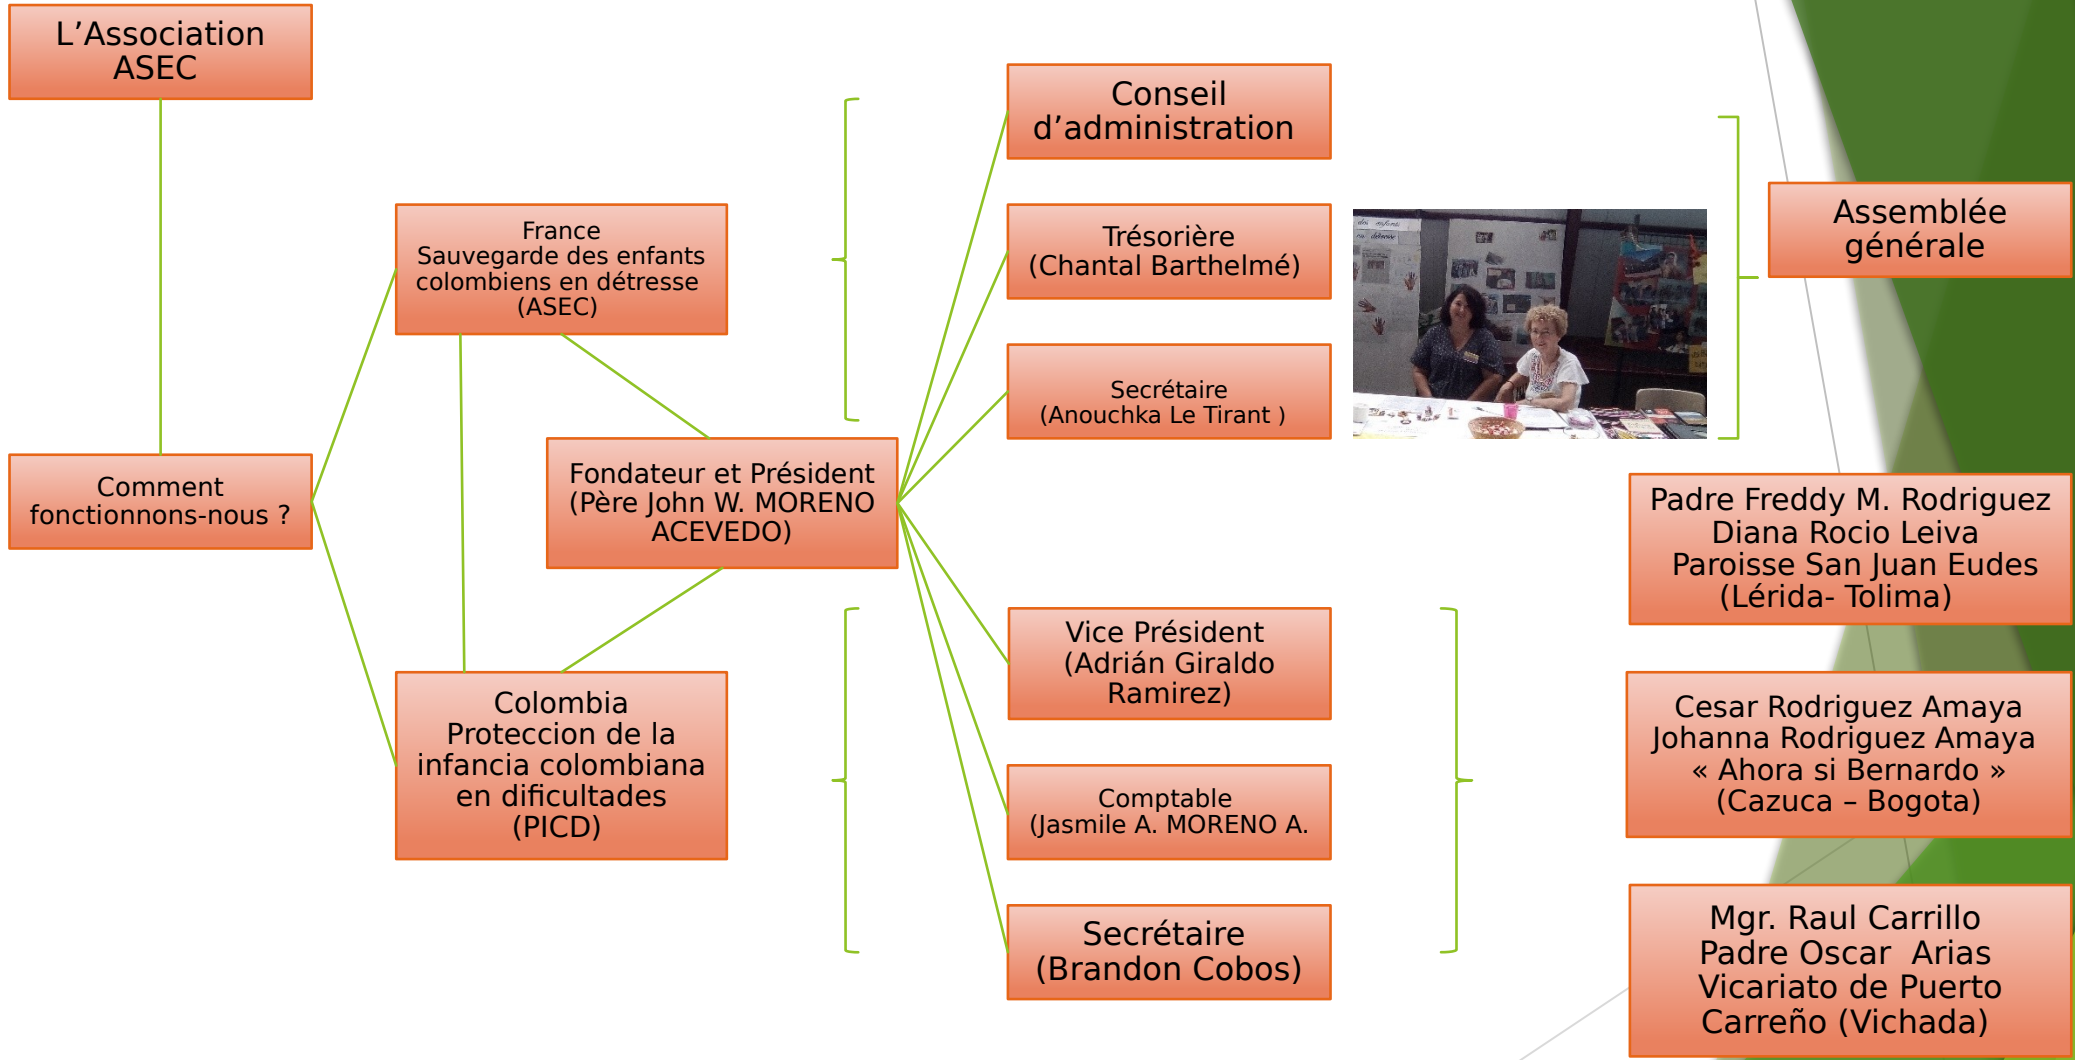 L’Association
ASEC
Comment
fonctionnons-nous ?
France
Sauvegarde des enfants
colombiens en détresse
(ASEC)
Fondateur et Président
(Père John W. MORENO
ACEVEDO)
Colombia
Proteccion de la
infancia colombiana
en dificultades
(PICD)
Conseil
d’administration
Trésorière
(Chantal Barthelmé)
Secrétaire
(Anouchka Le Tirant )
des enfants
en détresse
Vice Président
(Adrián Giraldo
Ramirez)
Comptable
(Jasmile A. MORENO A.
Secrétaire
(Brandon Cobos)
Assemblée
générale
Padre Freddy M. Rodriguez
Diana Rocio Leiva
Paroisse San Juan Eudes
(Lérida- Tolima)
Cesar Rodriguez Amaya
Johanna Rodriguez Amaya
« Ahora si Bernardo »
(Cazuca – Bogota)
Mgr. Raul Carrillo
Padre Oscar  Arias
Vicariato de Puerto
Carreño (Vichada)